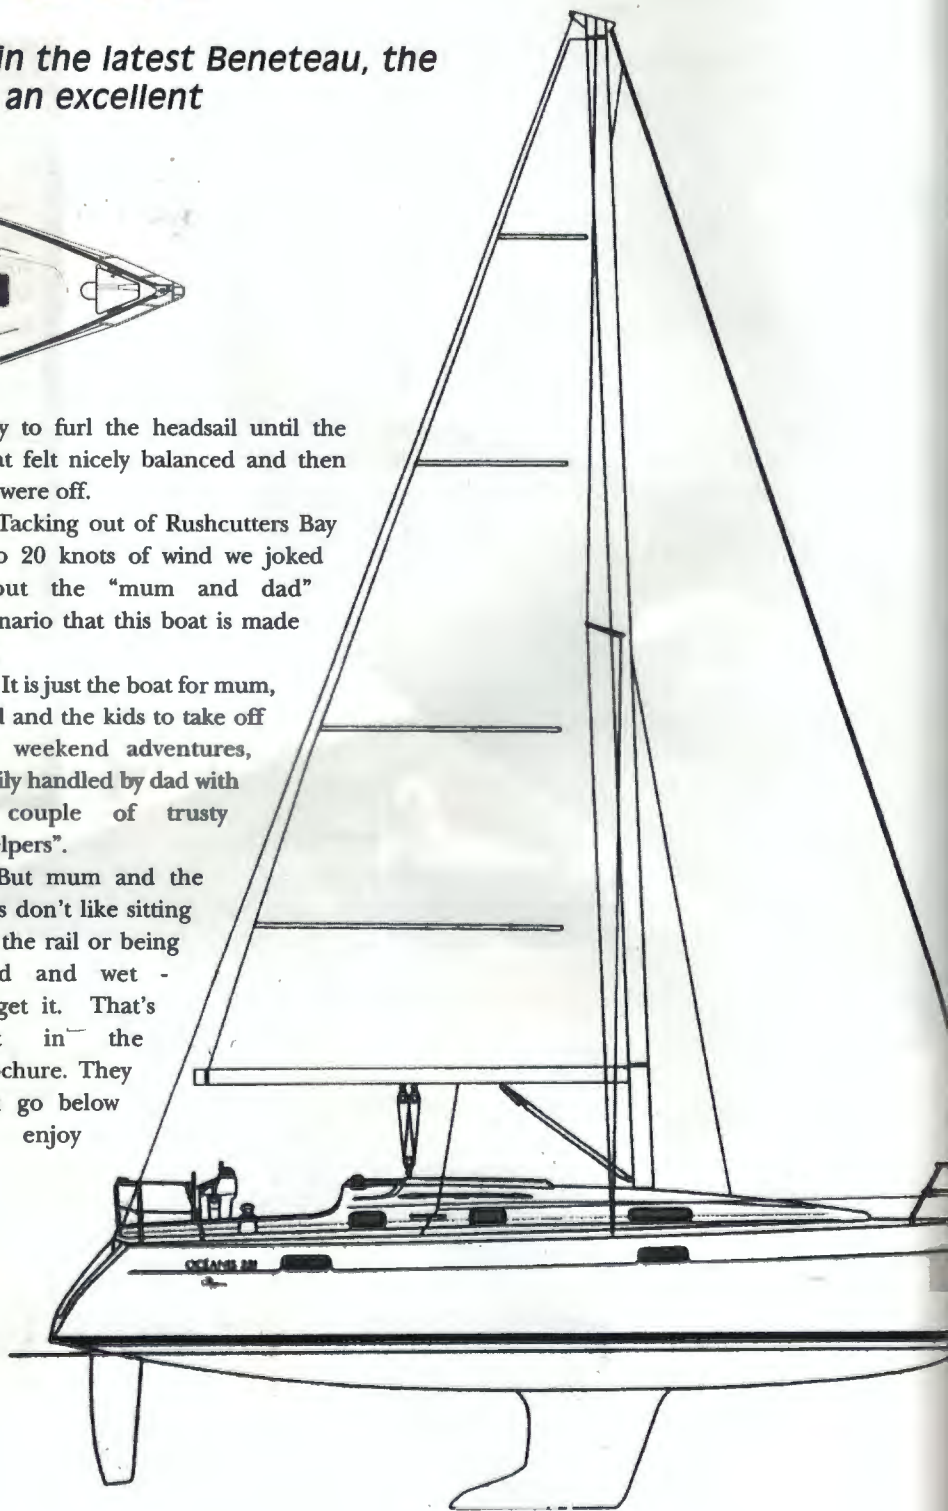 in the latest Beneteau, the
an excellent
y to furl the headsail until the
at felt nicely balanced and then
were off.
Tacking out of Rushcutters Bay
o 20 knots of wind we joked
out the “mum and dad”
nario that this boat is made
It is just the boat for mum,
l and the kids to take off
weekend adventures,
ily handled by dad with
couple of trusty
lpers”.
But mum and the
s don't like sitting
the rail or being
d and wet -
get it. That's
in the
chure. They
go below
enjoy
OCEANIS